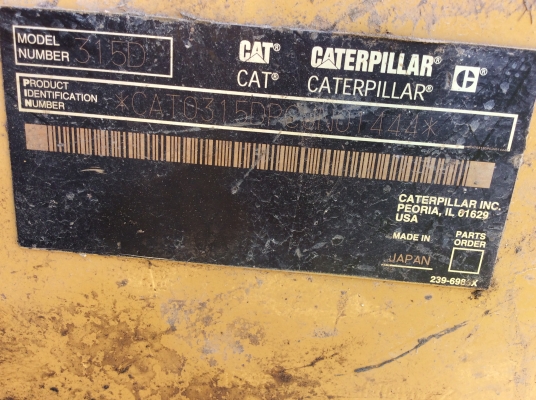 MODEL
NUMBER 315D
CAT® CATERPILLAR® C
CAT® CATERPILLAR®
PRODUCT
IDENTIFICATION
NUMBER
CATERPILLAR INC.
PEORIA, IL 61629
USA
MADE IN
JAPAN
PARTS
ORDER